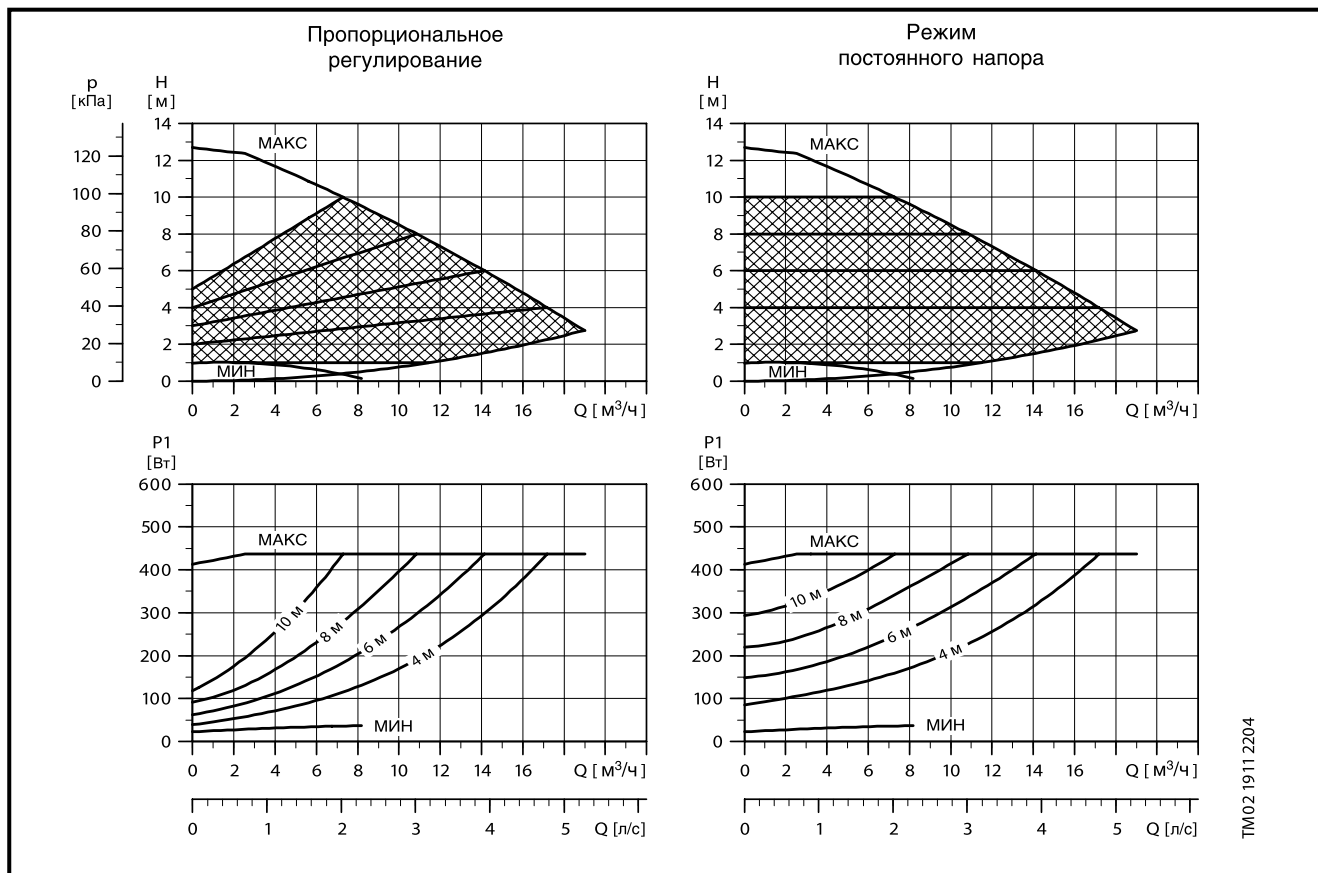 Пропорциональное
регулирование
Режим
постоянного напора
p
[кПа]
H
[м]
H
[м]
14
12
10
8
6
4
2
0
120
100
80
60
40
20
0
МАКС
МИН
0 2 4 6 8 10 12 14 16 Q [м³/ч]
14
12
10
8
6
4
2
0
МАКС
МИН
0 2 4 6 8 10 12 14 16 Q [м³/ч]
P1
[Вт]
600
500
400
300
200
100
0
МАКС
10 м
8 м
6 м
4 м
МИН
0 2 4 6 8 10 12 14 16 Q [м³/ч]
0 1 2 3 4 5 Q [л/с]
P1
[Вт]
600
500
400
300
200
100
0
МАКС
10 м
8 м
6 м
4 м
МИН
0 2 4 6 8 10 12 14 16 Q [м³/ч]
0 1 2 3 4 5 Q [л/с]
TM02 1911 2204